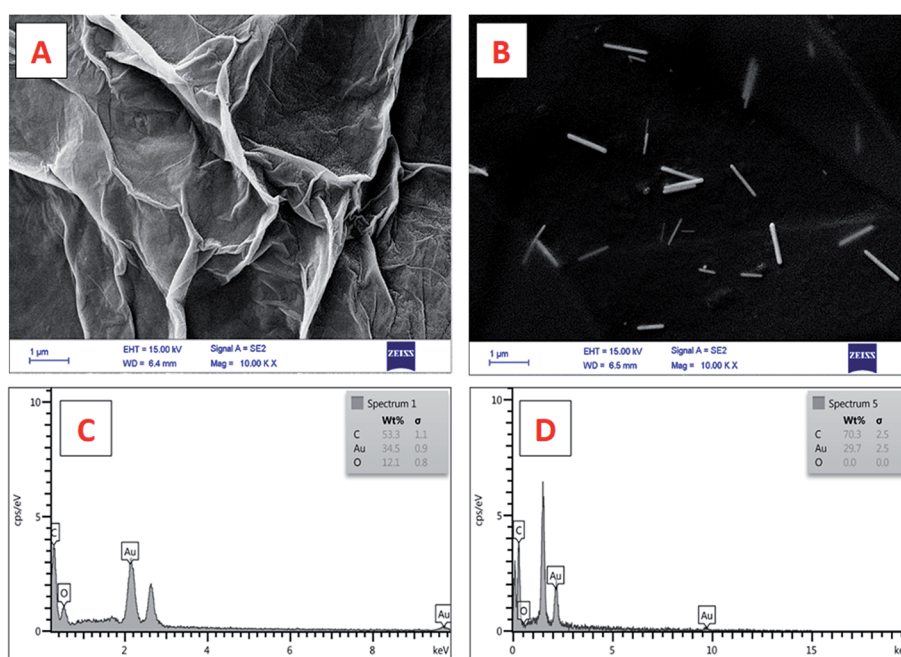 A
1 µm
EHT = 15.00 kV
WD = 6.4 mm
Signal A = SE2
Mag = 10.00 K X
ZEISS
B
1 µm
EHT = 15.00 kV
WD = 6.5 mm
Signal A = SE2
Mag = 10.00 K X
ZEISS
C
Spectrum 1
Wt% σ
C 53.3 1.1
Au 34.5 0.9
O 12.1 0.8
cps/eV
10
5
0
C
O
Au
Au
2 4 6 8 keV
D
Spectrum 5
Wt% σ
C 70.3 2.5
Au 29.7 2.5
O 0.0 0.0
cps/eV
10
5
0
C
O
Au
Au
0 5 10 15